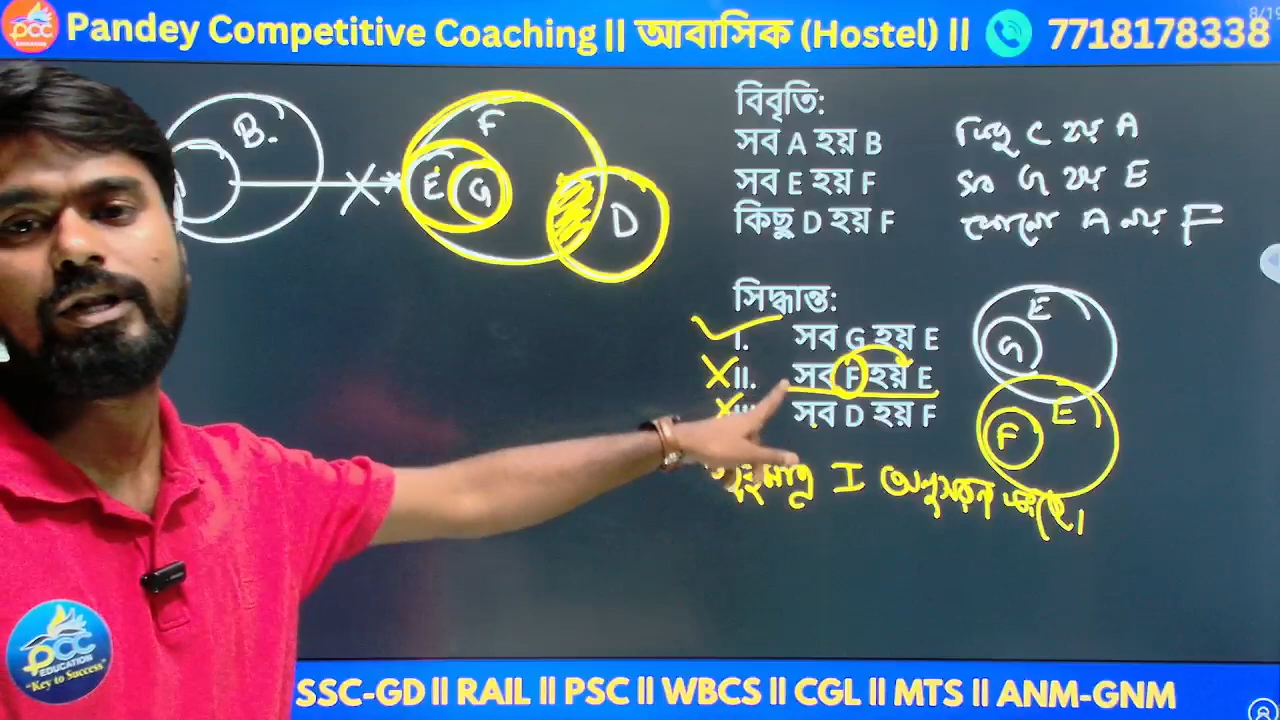 Pandey Competitive Coaching || আবাসিক (Hostel) || 7718178338
B.
F
E
G
D
বিবৃতি:
সব A হয় B
সব E হয় F
কিছু D হয় F
কিছু C হয় A
সব G হয় E
কোনো A নয় F
সিদ্ধান্ত:
I. সব G হয় E
II. সব F হয় E
III. সব D হয় F
E
G
E
F
শুধুমাত্র I অনুসরণ করছে।
PCC
EDUCATION
"Key to Success"
SSC-GD || RAIL || PSC || WBCS || CGL || MTS || ANM-GNM